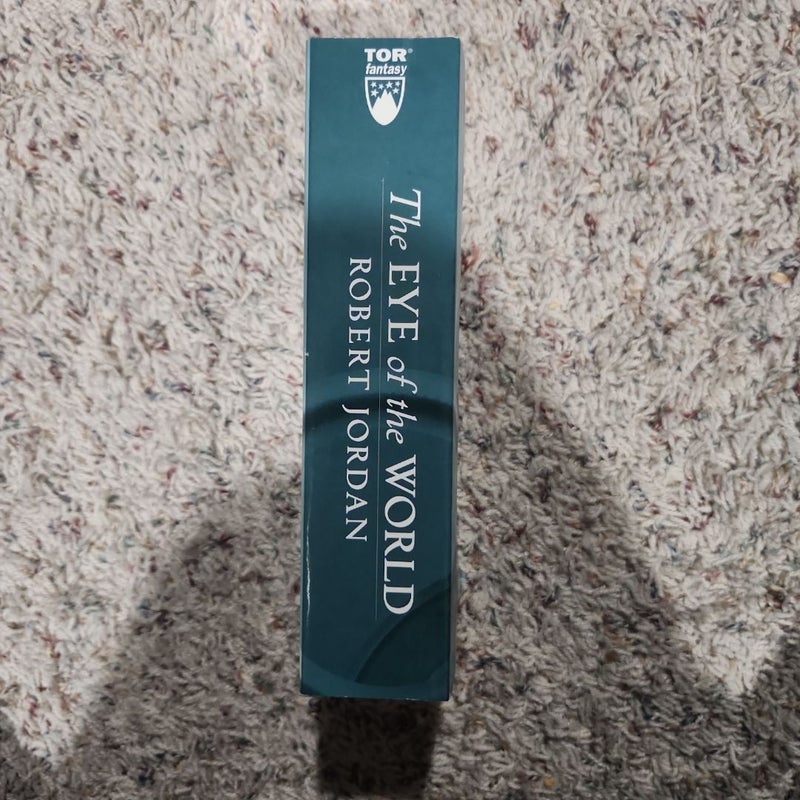 TOR®
fantasy
The EYE of the WORLD
ROBERT JORDAN